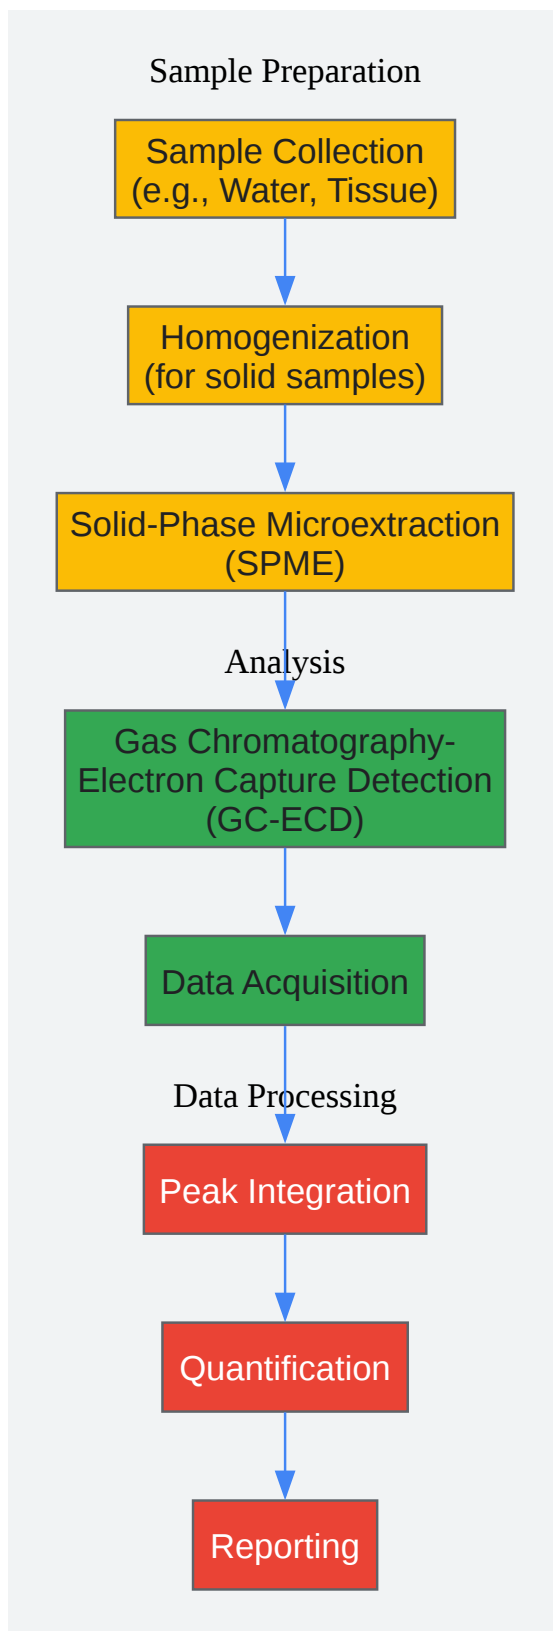 Sample Preparation
Sample Collection
(e.g., Water, Tissue)
Homogenization
(for solid samples)
Solid-Phase Microextraction
(SPME)
Analysis
Gas Chromatography-
Electron Capture Detection
(GC-ECD)
Data Acquisition
Data Processing
Peak Integration
Quantification
Reporting